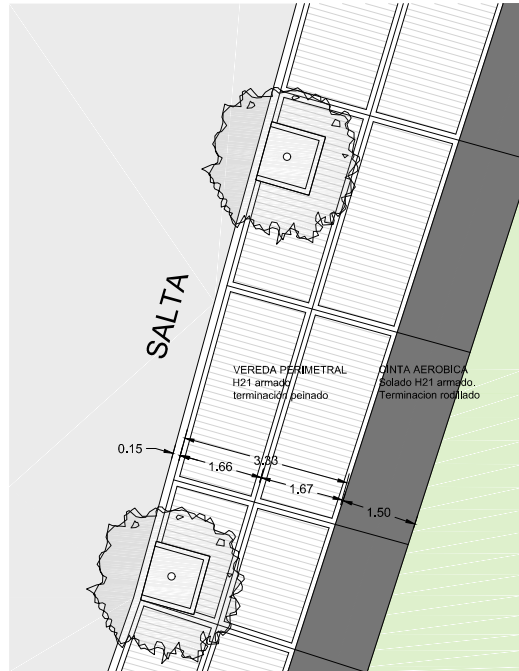 SALTA
VEREDA PERIMETRAL
H21 armado
terminación peinado
CINTA AEROBICA
Solado H21 armado.
Terminacion rodillado
0.15
3.33
1.66
1.67
1.50